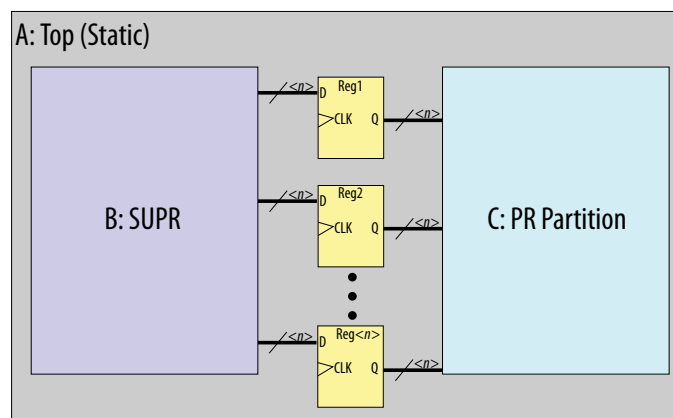 A: Top (Static)
<n> D Reg1
CLK Q <n>
B: SUPR
<n> D Reg2
CLK Q <n>
C: PR Partition
<n> D Reg<n>
CLK Q <n>